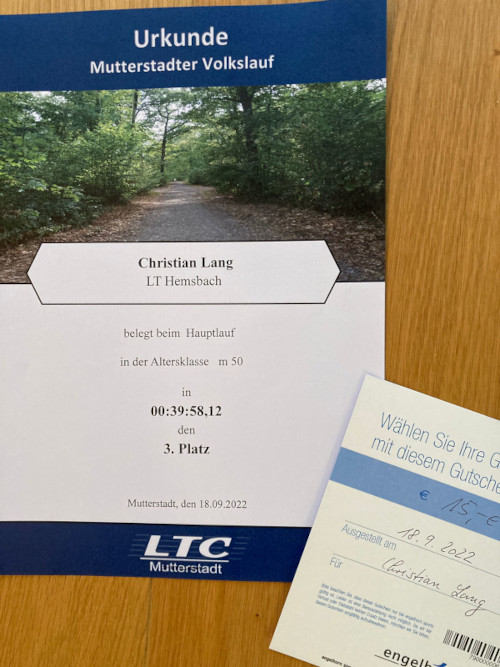 Urkunde
Mutterstadter Volkslauf
Christian Lang
LT Hemsbach
belegt beim Hauptlauf
in der Altersklasse m 50
in
00:39:58,12
den
3. Platz
Mutterstadt, den 18.09.2022
LTC
Mutterstadt
Wählen Sie Ihre G
mit diesem Gutsche
€ 15,-€
Ausgestellt am 18.9.2022
Für Christian Lang
engelh